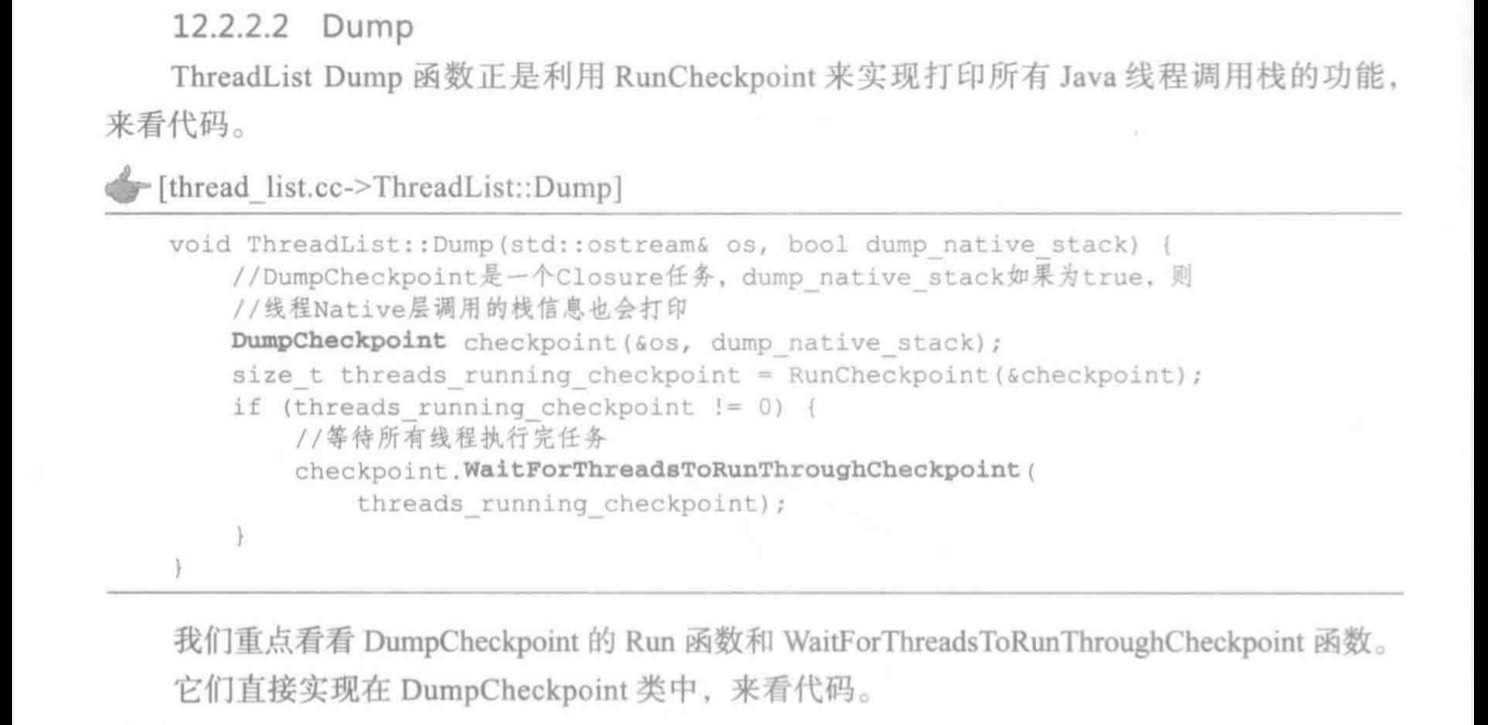 12.2.2.2 Dump
ThreadList Dump 函数正是利用 RunCheckpoint 来实现打印所有 Java 线程调用栈的功能，
来看代码。
[thread_list.cc->ThreadList::Dump]
void ThreadList::Dump(std::ostream& os, bool dump_native_stack) {
//DumpCheckpoint是一个Closure任务，dump_native_stack如果为true，则
//线程Native层调用的栈信息也会打印
DumpCheckpoint checkpoint(&os, dump_native_stack);
size_t threads_running_checkpoint = RunCheckpoint(&checkpoint);
if (threads_running_checkpoint != 0) {
//等待所有线程执行完任务
checkpoint.WaitForThreadsToRunThroughCheckpoint(
threads_running_checkpoint);
}
}
我们重点看看 DumpCheckpoint 的 Run 函数和 WaitForThreadsToRunThroughCheckpoint 函数。
它们直接实现在 DumpCheckpoint 类中，来看代码。